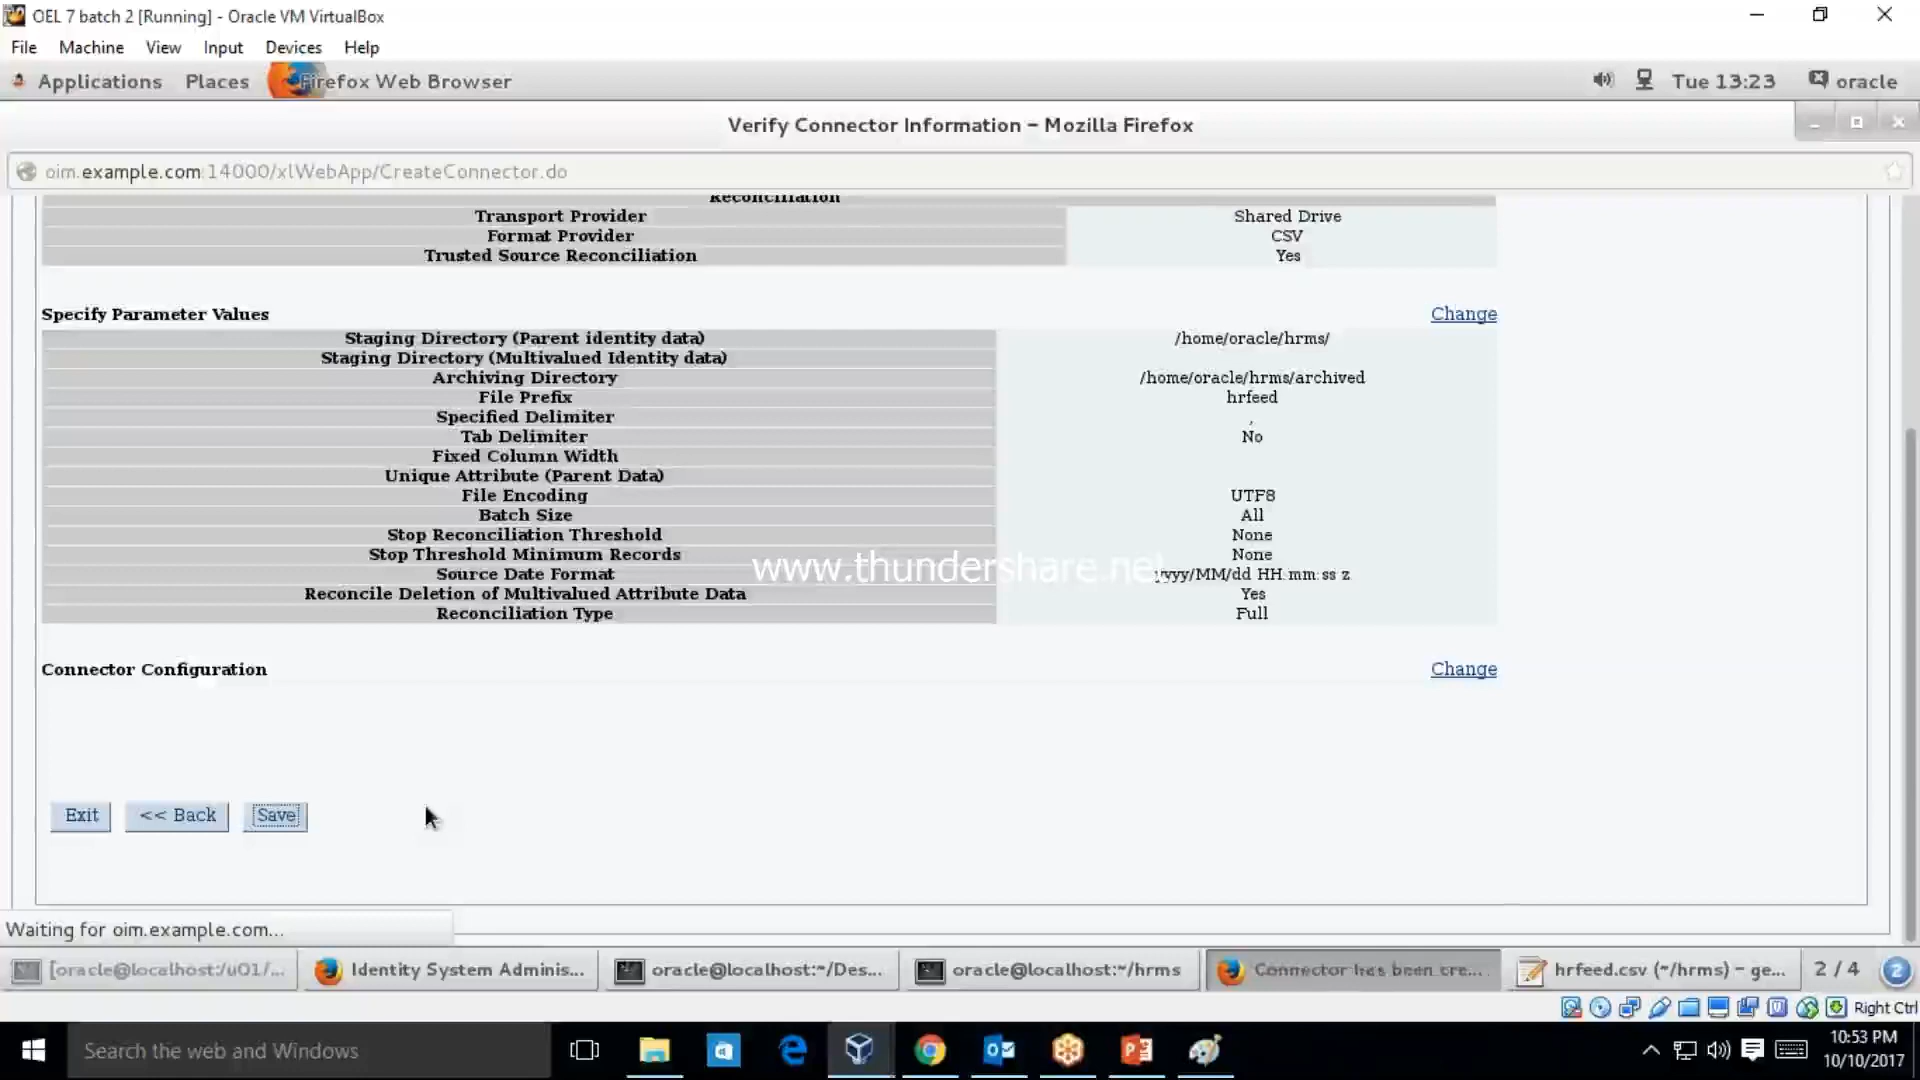 OEL 7 batch 2 [Running] - Oracle VM VirtualBox
File Machine View Input Devices Help
Applications Places Firefox Web Browser Tue 13:23 oracle
Verify Connector Information – Mozilla Firefox
oim.example.com:14000/xlWebApp/CreateConnector.do
Reconciliation
Transport Provider Shared Drive
Format Provider CSV
Trusted Source Reconciliation Yes
Specify Parameter Values Change
Staging Directory (Parent identity data) /home/oracle/hrms/
Staging Directory (Multivalued Identity data)
Archiving Directory /home/oracle/hrms/archived
File Prefix hrfeed
Specified Delimiter ,
Tab Delimiter No
Fixed Column Width
Unique Attribute (Parent Data)
File Encoding UTF8
Batch Size All
Stop Reconciliation Threshold None
Stop Threshold Minimum Records None
www.thundershare.net
Source Date Format yyyy/MM/dd HH:mm:ss z
Reconcile Deletion of Multivalued Attribute Data Yes
Reconciliation Type Full
Connector Configuration Change
Exit << Back Save
Waiting for oim.example.com...
[oracle@localhost:/u01/... Identity System Adminis... oracle@localhost:~/Des... oracle@localhost:~/hrms Connector has been cre... hrfeed.csv (~/hrms) – ge... 2 / 4 2
Right Ctrl
Search the web and Windows
10:53 PM
10/10/2017